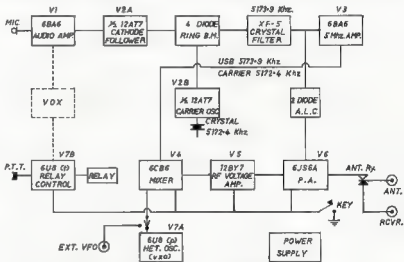 V1
V2A
5173·9 Khz.
V3
MIC.
6BA6
AUDIO AMP.
½ 12AT7
CATHODE
FOLLOWER
4 DIODE
RING B.M.
XF-5
CRYSTAL
FILTER
6BA6
5 Mhz. AMP.
USB 5173·9 Khz
CARRIER 5172·4 Khz
V2B
½ 12AT7
CARRIER OSC.
CRYSTAL
5172·4 Khz
VOX
2 DIODE
A.L.C.
V7B
P.T.T.
6U8 (t)
RELAY
CONTROL
RELAY
V4
6CB6
MIXER
V5
12BY7
RF VOLTAGE
AMP.
V6
6JS6A
P.A.
ANT. Ry.
ANT.
RCVR.
KEY
V7A
EXT. VFO
6U8 (p)
HET. OSC.
(VXO)
POWER
SUPPLY